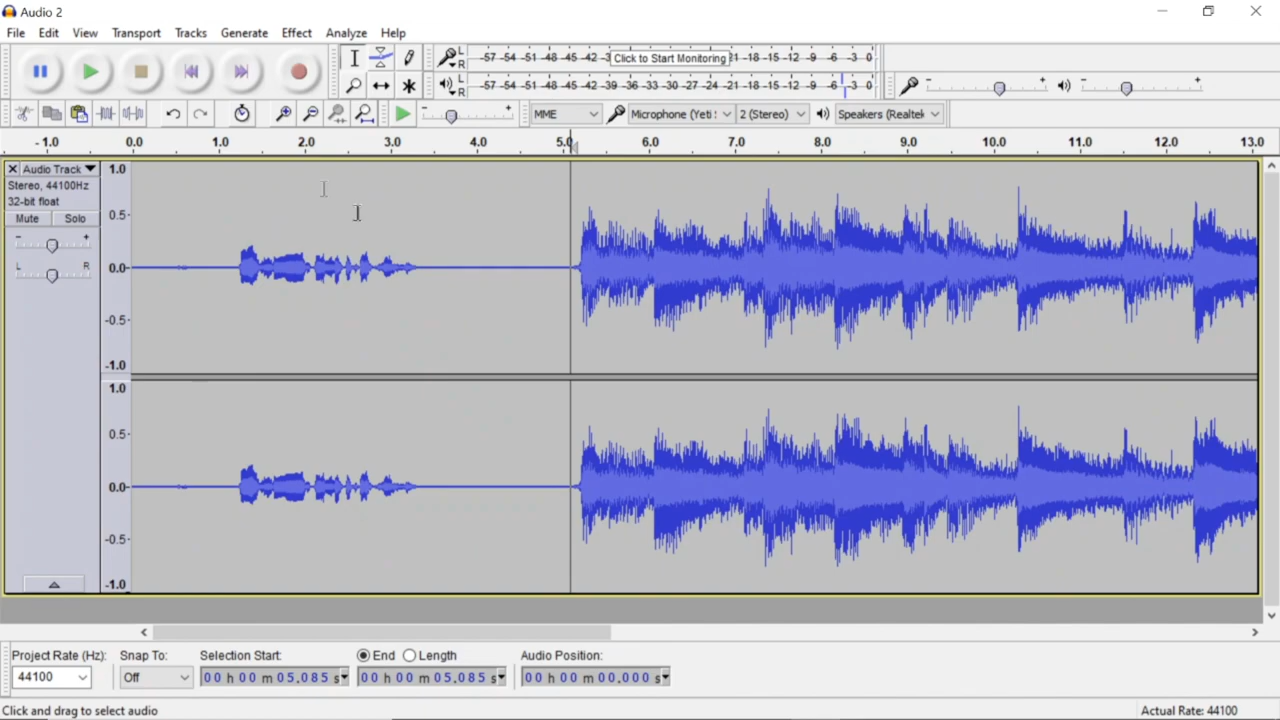 Audio 2
File Edit View Transport Tracks Generate Effect Analyze Help
L R -57 -54 -51 -48 -45 -42 -3 Click to Start Monitoring 21 -18 -15 -12 -9 -6 -3 0
L R -57 -54 -51 -48 -45 -42 -39 -36 -33 -30 -27 -24 -21 -18 -15 -12 -9 -6 -3 0
MME Microphone (Yeti 2 (Stereo) Speakers (Realtek
-1.0 0.0 1.0 2.0 3.0 4.0 5.0 6.0 7.0 8.0 9.0 10.0 11.0 12.0 13.0
Audio Track 1.0
Stereo, 44100Hz
32-bit float
Mute Solo 0.5
- +
L R 0.0
-0.5
-1.0
1.0
0.5
0.0
-0.5
-1.0
Project Rate (Hz): Snap To: Selection Start: End Length Audio Position:
44100 Off 00 h 00 m 05.085 s 00 h 00 m 05.085 s 00 h 00 m 00.000 s
Click and drag to select audio Actual Rate: 44100